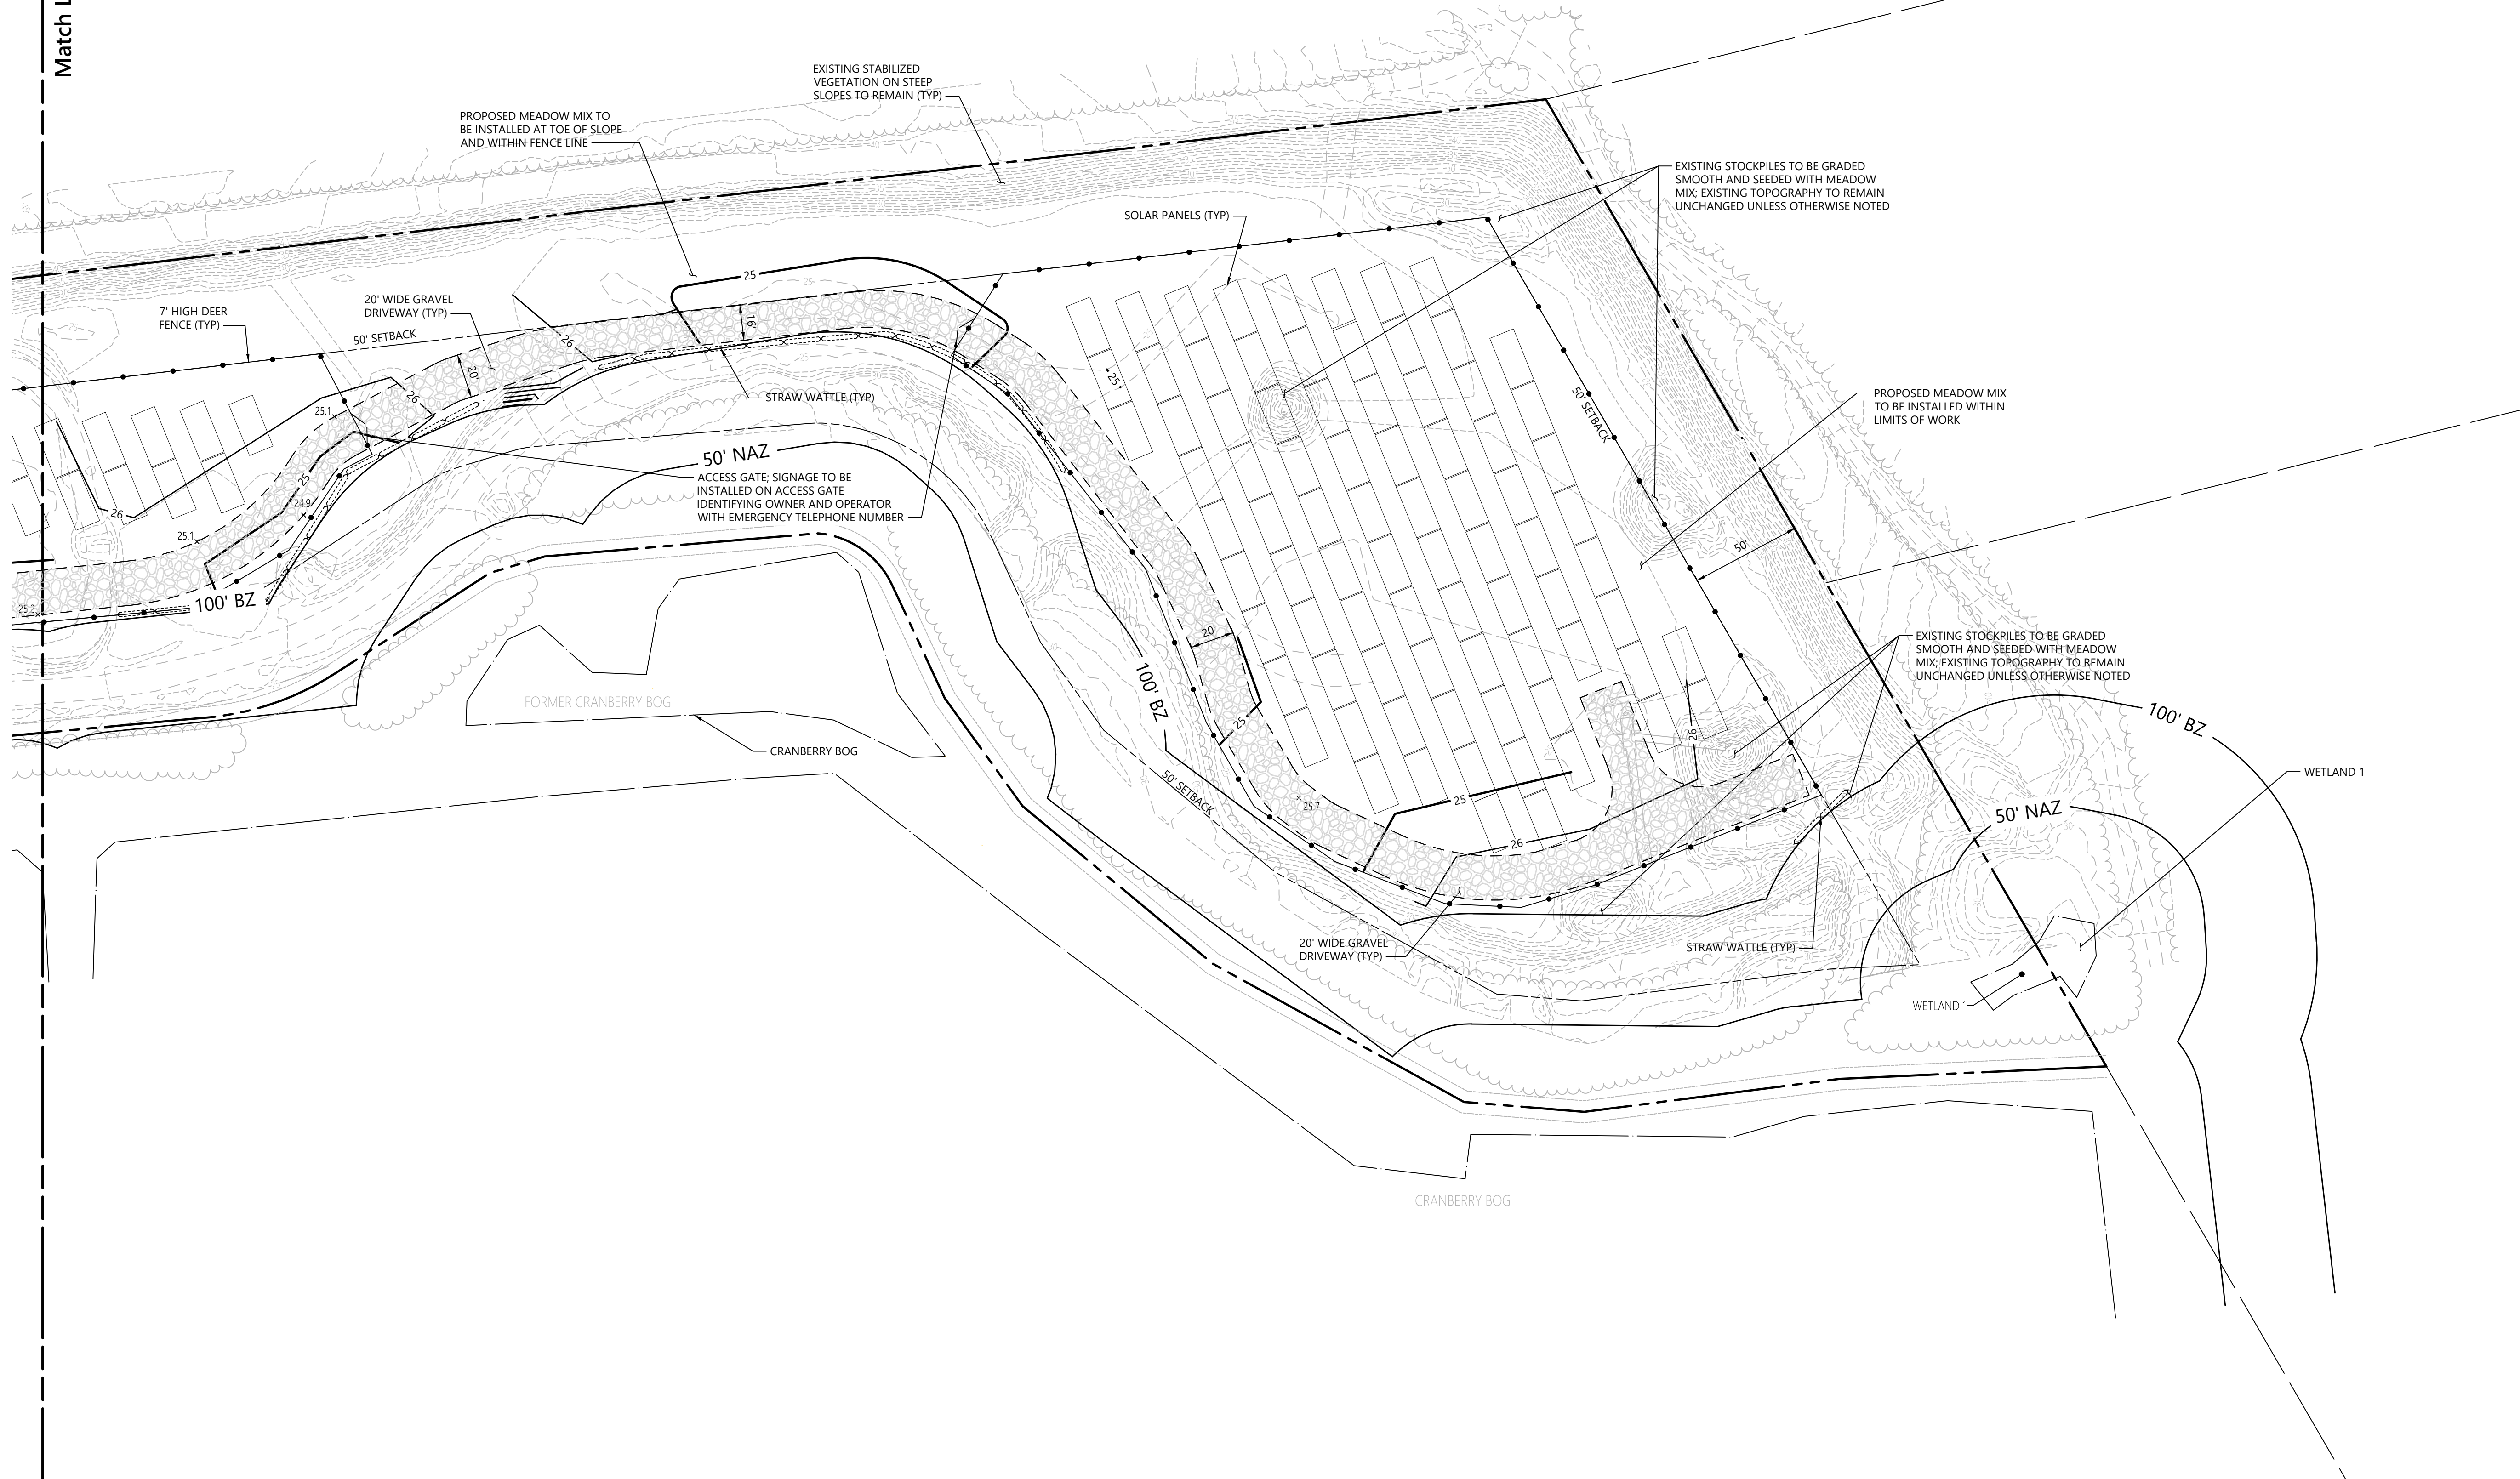 Match L
EXISTING STABILIZED
VEGETATION ON STEEP
SLOPES TO REMAIN (TYP)
PROPOSED MEADOW MIX TO
BE INSTALLED AT TOE OF SLOPE
AND WITHIN FENCE LINE
EXISTING STOCKPILES TO BE GRADED
SMOOTH AND SEEDED WITH MEADOW
MIX; EXISTING TOPOGRAPHY TO REMAIN
UNCHANGED UNLESS OTHERWISE NOTED
SOLAR PANELS (TYP)
25
20' WIDE GRAVEL
DRIVEWAY (TYP)
7' HIGH DEER
FENCE (TYP)
50' SETBACK
26
16'
20'
25
26
25.1
STRAW WATTLE (TYP)
50' SETBACK
PROPOSED MEADOW MIX
TO BE INSTALLED WITHIN
LIMITS OF WORK
50' NAZ
ACCESS GATE; SIGNAGE TO BE
INSTALLED ON ACCESS GATE
IDENTIFYING OWNER AND OPERATOR
WITH EMERGENCY TELEPHONE NUMBER
25
24.9
26
25.1
50'
100' BZ
25.2
20'
EXISTING STOCKPILES TO BE GRADED
SMOOTH AND SEEDED WITH MEADOW
MIX; EXISTING TOPOGRAPHY TO REMAIN
UNCHANGED UNLESS OTHERWISE NOTED
100' BZ
FORMER CRANBERRY BOG
100' BZ
25
26
CRANBERRY BOG
WETLAND 1
50' SETBACK
25
25.7
50' NAZ
26
20' WIDE GRAVEL
DRIVEWAY (TYP)
STRAW WATTLE (TYP)
WETLAND 1
CRANBERRY BOG